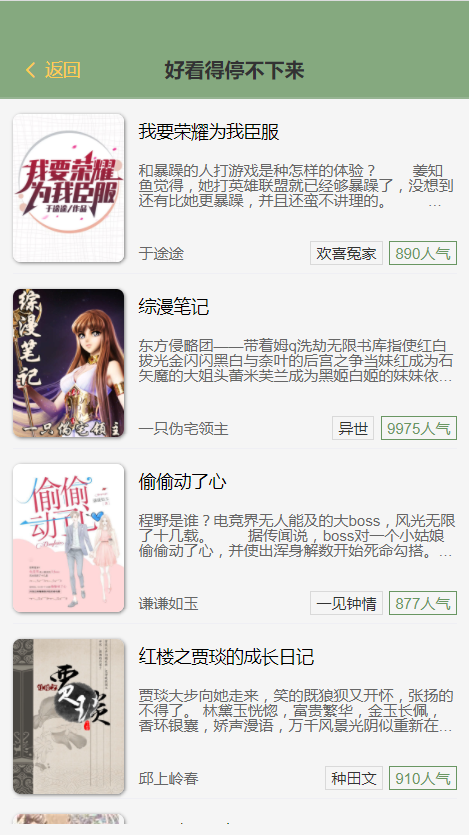 返回
好看得停不下来
我要荣耀
为我臣服
于途途/作品
我要荣耀为我臣服
和暴躁的人打游戏是种怎样的体验? 姜知
鱼觉得,她打英雄联盟就已经够暴躁了,没想到
还有比她更暴躁,并且还蛮不讲理的。 ...
于途途
欢喜冤家
890人气
综漫笔记
一只伪宅领主
综漫笔记
东方侵略团——带着姆q洗劫无限书库指使红白
拔光金闪闪黑白与奈叶的后宫之争当妹红成为石
矢魔的大姐头蕾米芙兰成为黑姬白姬的妹妹依...
一只伪宅领主
异世
9975人气
偷偷
动了心
偷偷动了心
程野是谁?电竞界无人能及的大boss,风光无限
了十几载。 据传闻说,boss对一个小姑娘
偷偷动了心,并使出浑身解数开始死命勾搭。...
谦谦如玉
一见钟情
877人气
贾琰
红楼之贾琰的成长日记
贾琰大步向她走来,笑的既狼狈又开怀,张扬的
不得了。 林黛玉恍惚,富贵繁华,金玉长佩,
香环银囊,娇声漫语,万千风景光阴似重新在...
邱上岭春
种田文
910人气